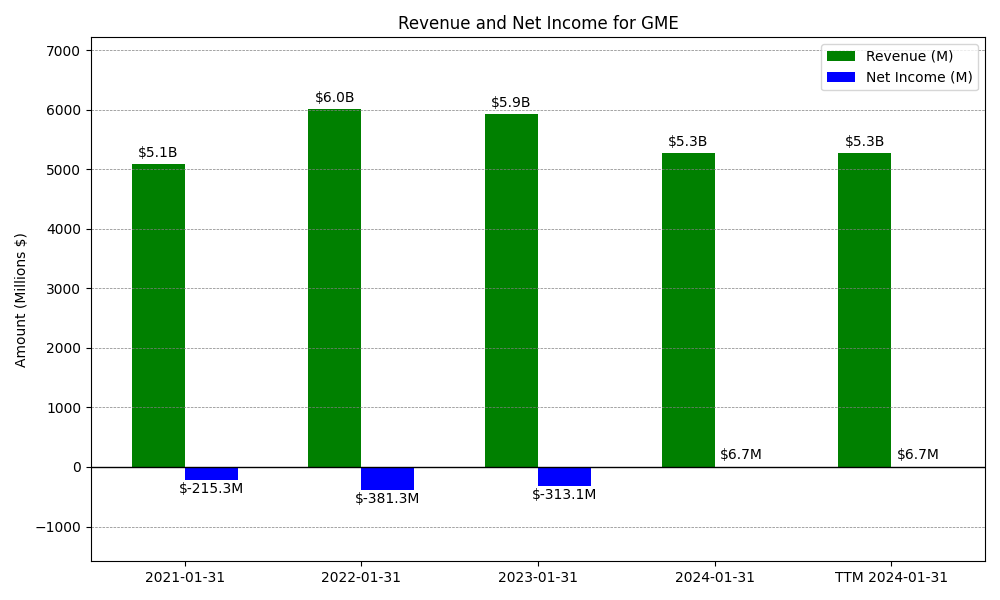 Revenue and Net Income for GME
Revenue (M)
Net Income (M)
Amount (Millions $)
7000
6000
5000
4000
3000
2000
1000
0
−1000
$5.1B
$6.0B
$5.9B
$5.3B
$5.3B
$-215.3M
$-381.3M
$-313.1M
$6.7M
$6.7M
2021-01-31
2022-01-31
2023-01-31
2024-01-31
TTM 2024-01-31